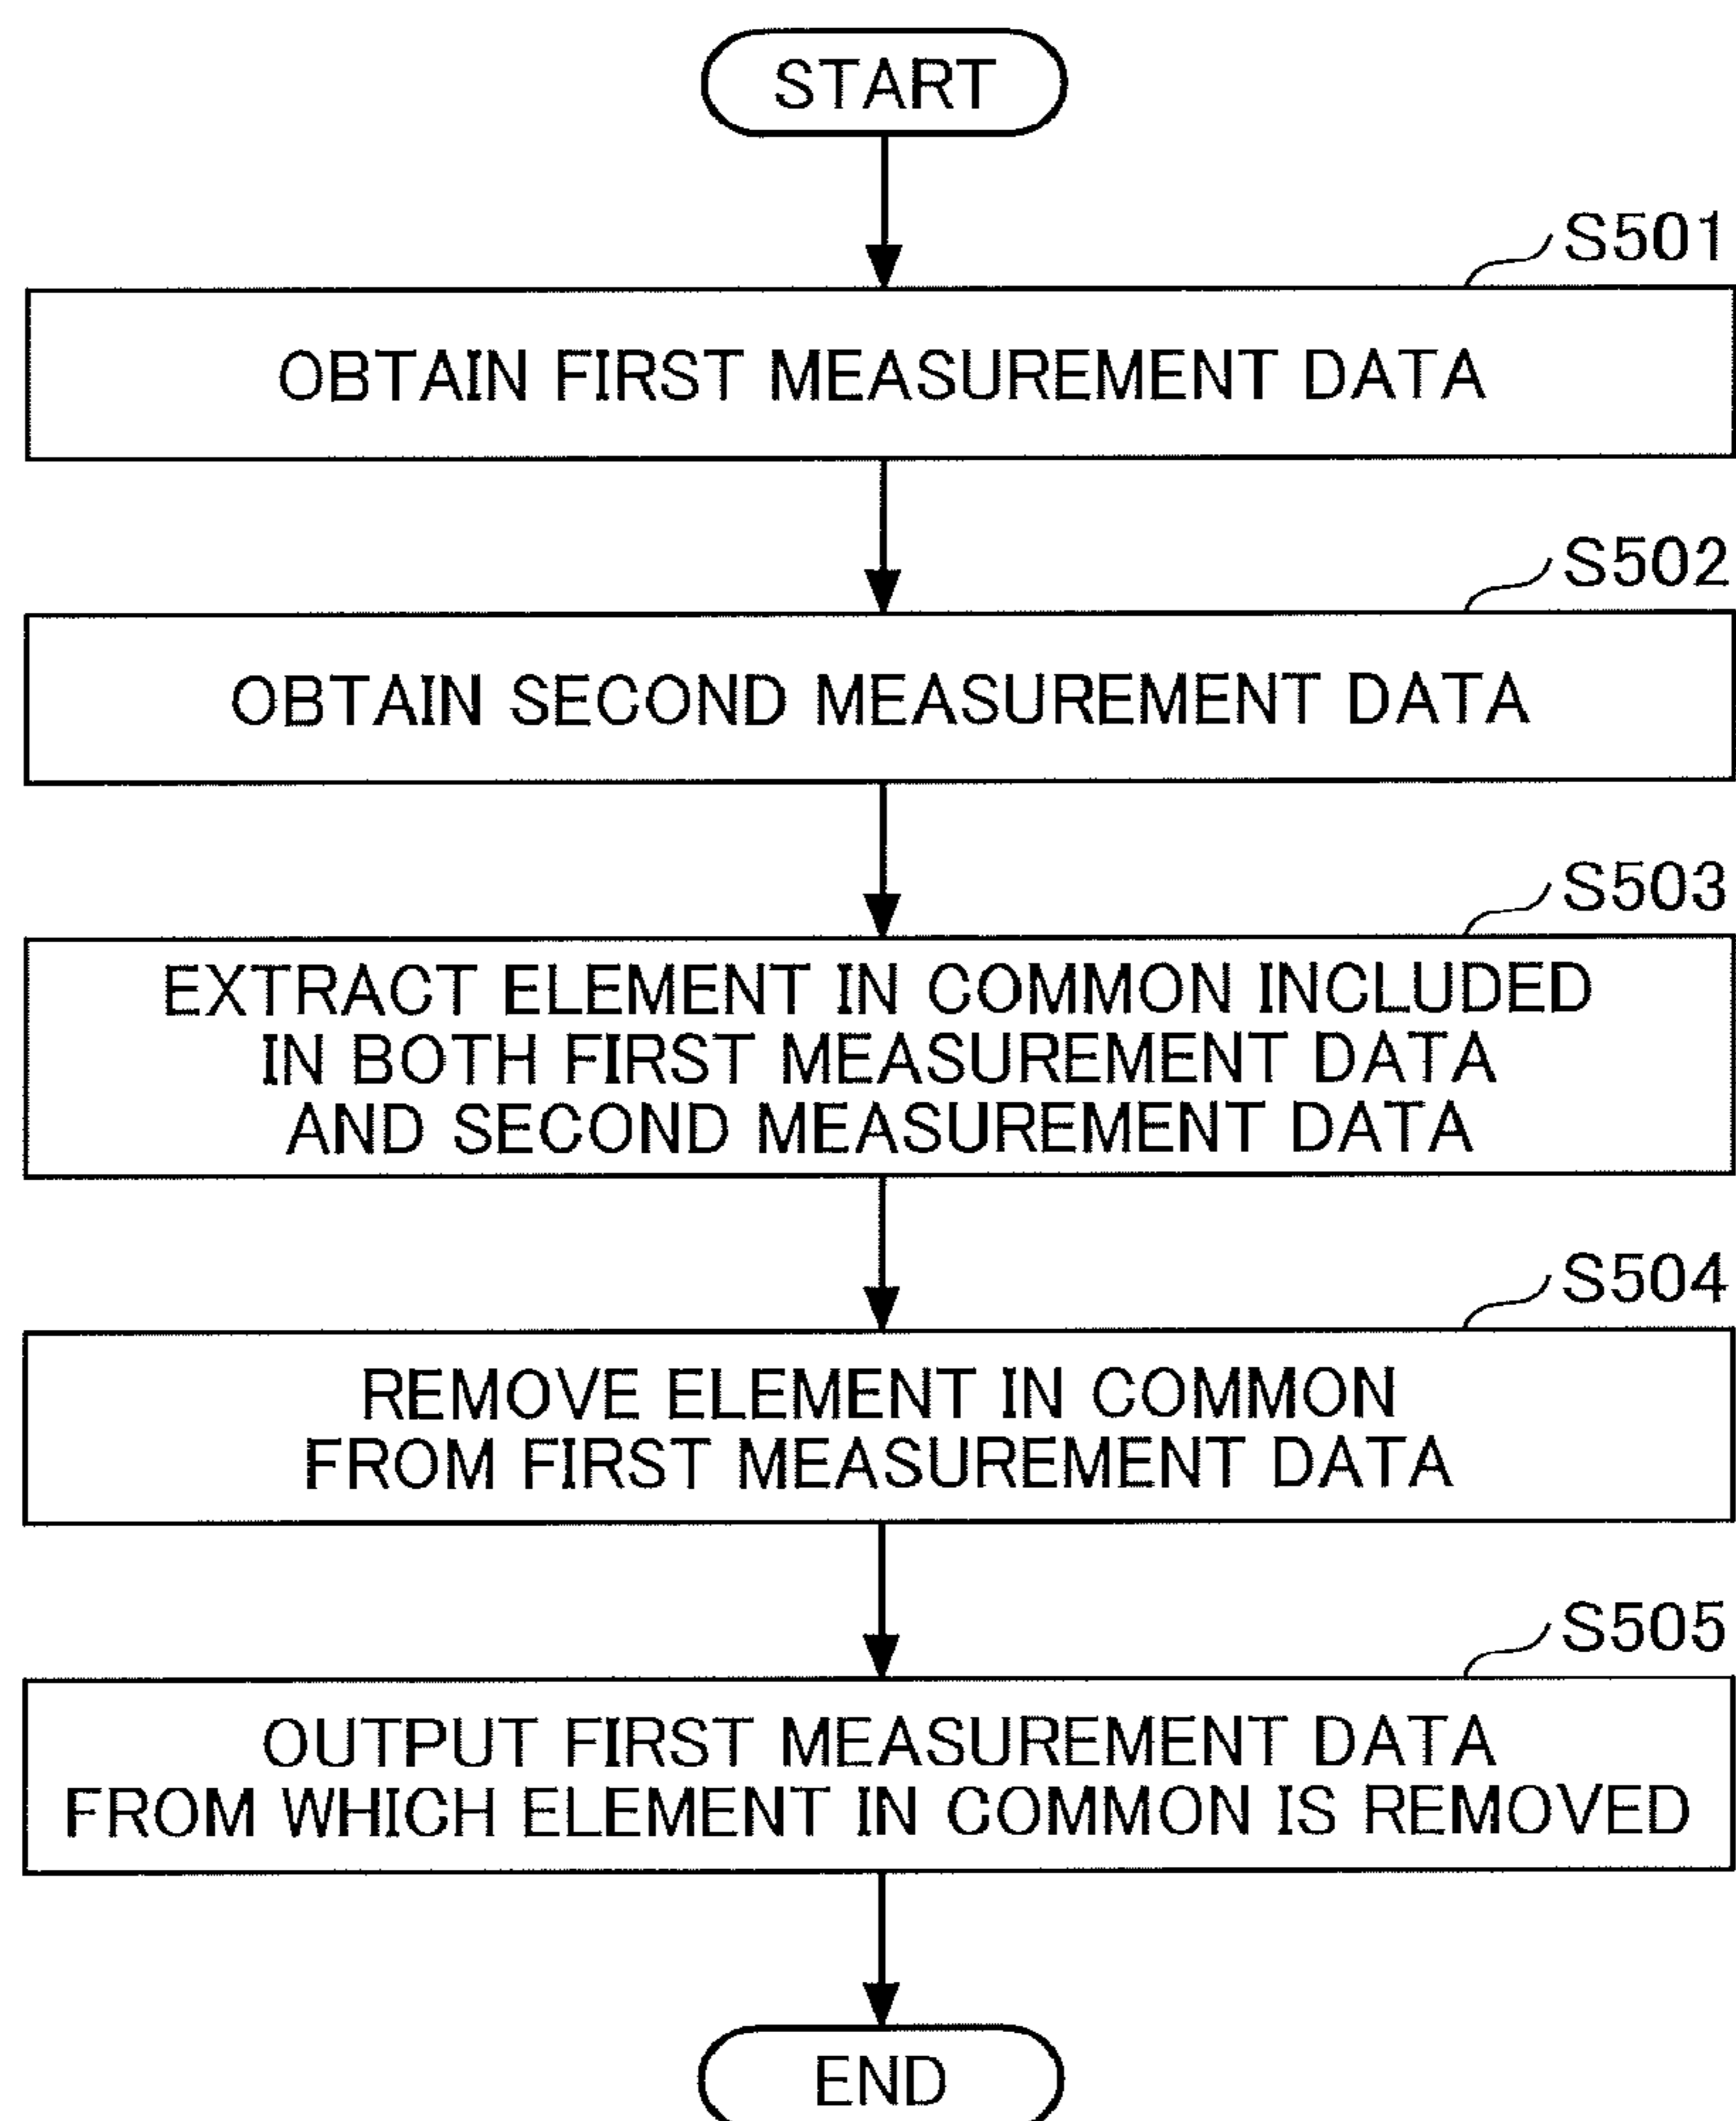 START
S501
OBTAIN FIRST MEASUREMENT DATA
S502
OBTAIN SECOND MEASUREMENT DATA
S503
EXTRACT ELEMENT IN COMMON INCLUDED
IN BOTH FIRST MEASUREMENT DATA
AND SECOND MEASUREMENT DATA
S504
REMOVE ELEMENT IN COMMON
FROM FIRST MEASUREMENT DATA
S505
OUTPUT FIRST MEASUREMENT DATA
FROM WHICH ELEMENT IN COMMON IS REMOVED
END